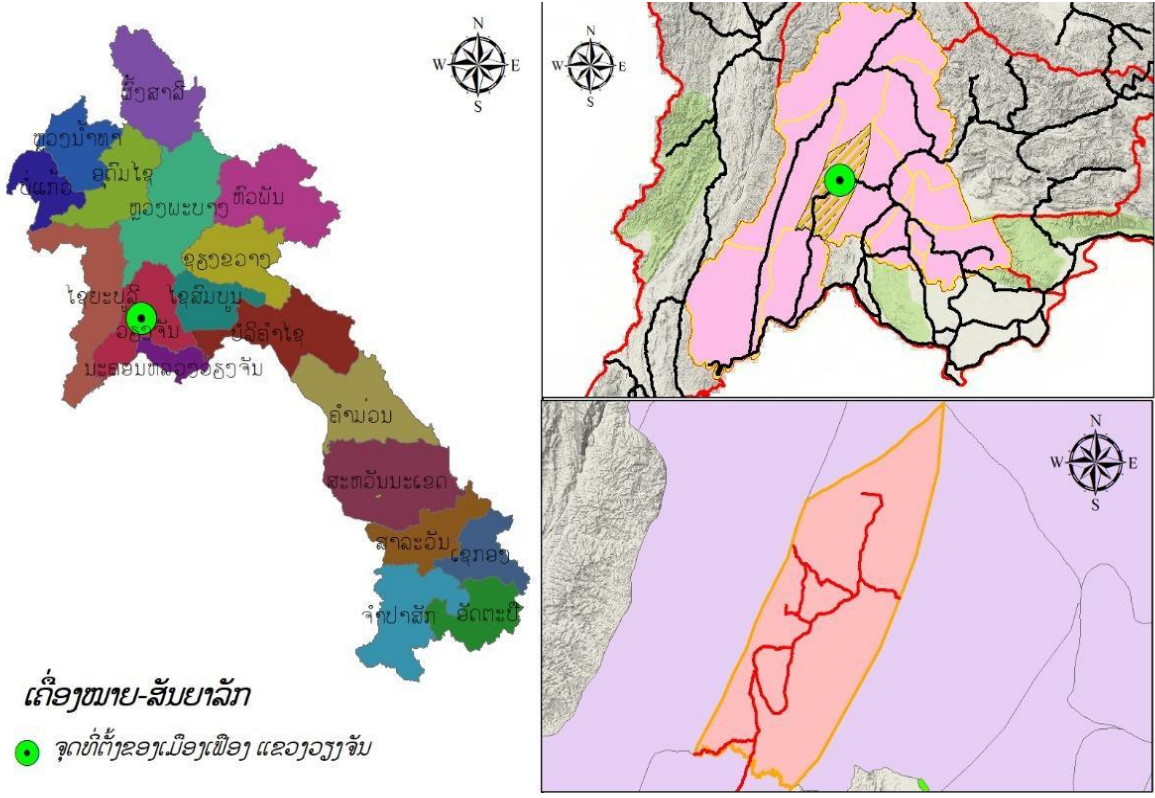 N
W E
S
ຜົ້ງສາລີ
ຫຼວງນ້ຳທາ
ບໍ່ແກ້ວ
ອຸດົມໄຊ
ຫຼວງພະບາງ
ຫົວພັນ
ຊຽງຂວາງ
ໄຊຍະບູລີ
ໄຊສົມບູນ
ວຽງຈັນ
ບໍລິຄຳໄຊ
ນະຄອນຫລວງວຽງຈັນ
ຄຳມ່ວນ
ສະຫວັນນະເຂດ
ສາລະວັນ
ເຊກອງ
ຈຳປາສັກ
ອັດຕະປື
ເຄື່ອງໝາຍ-ສັນຍາລັກ
ຈຸດທີ່ຕັ້ງຂອງເມືອງເຟືອງ ແຂວງວຽງຈັນ
N
W E
S
N
W E
S